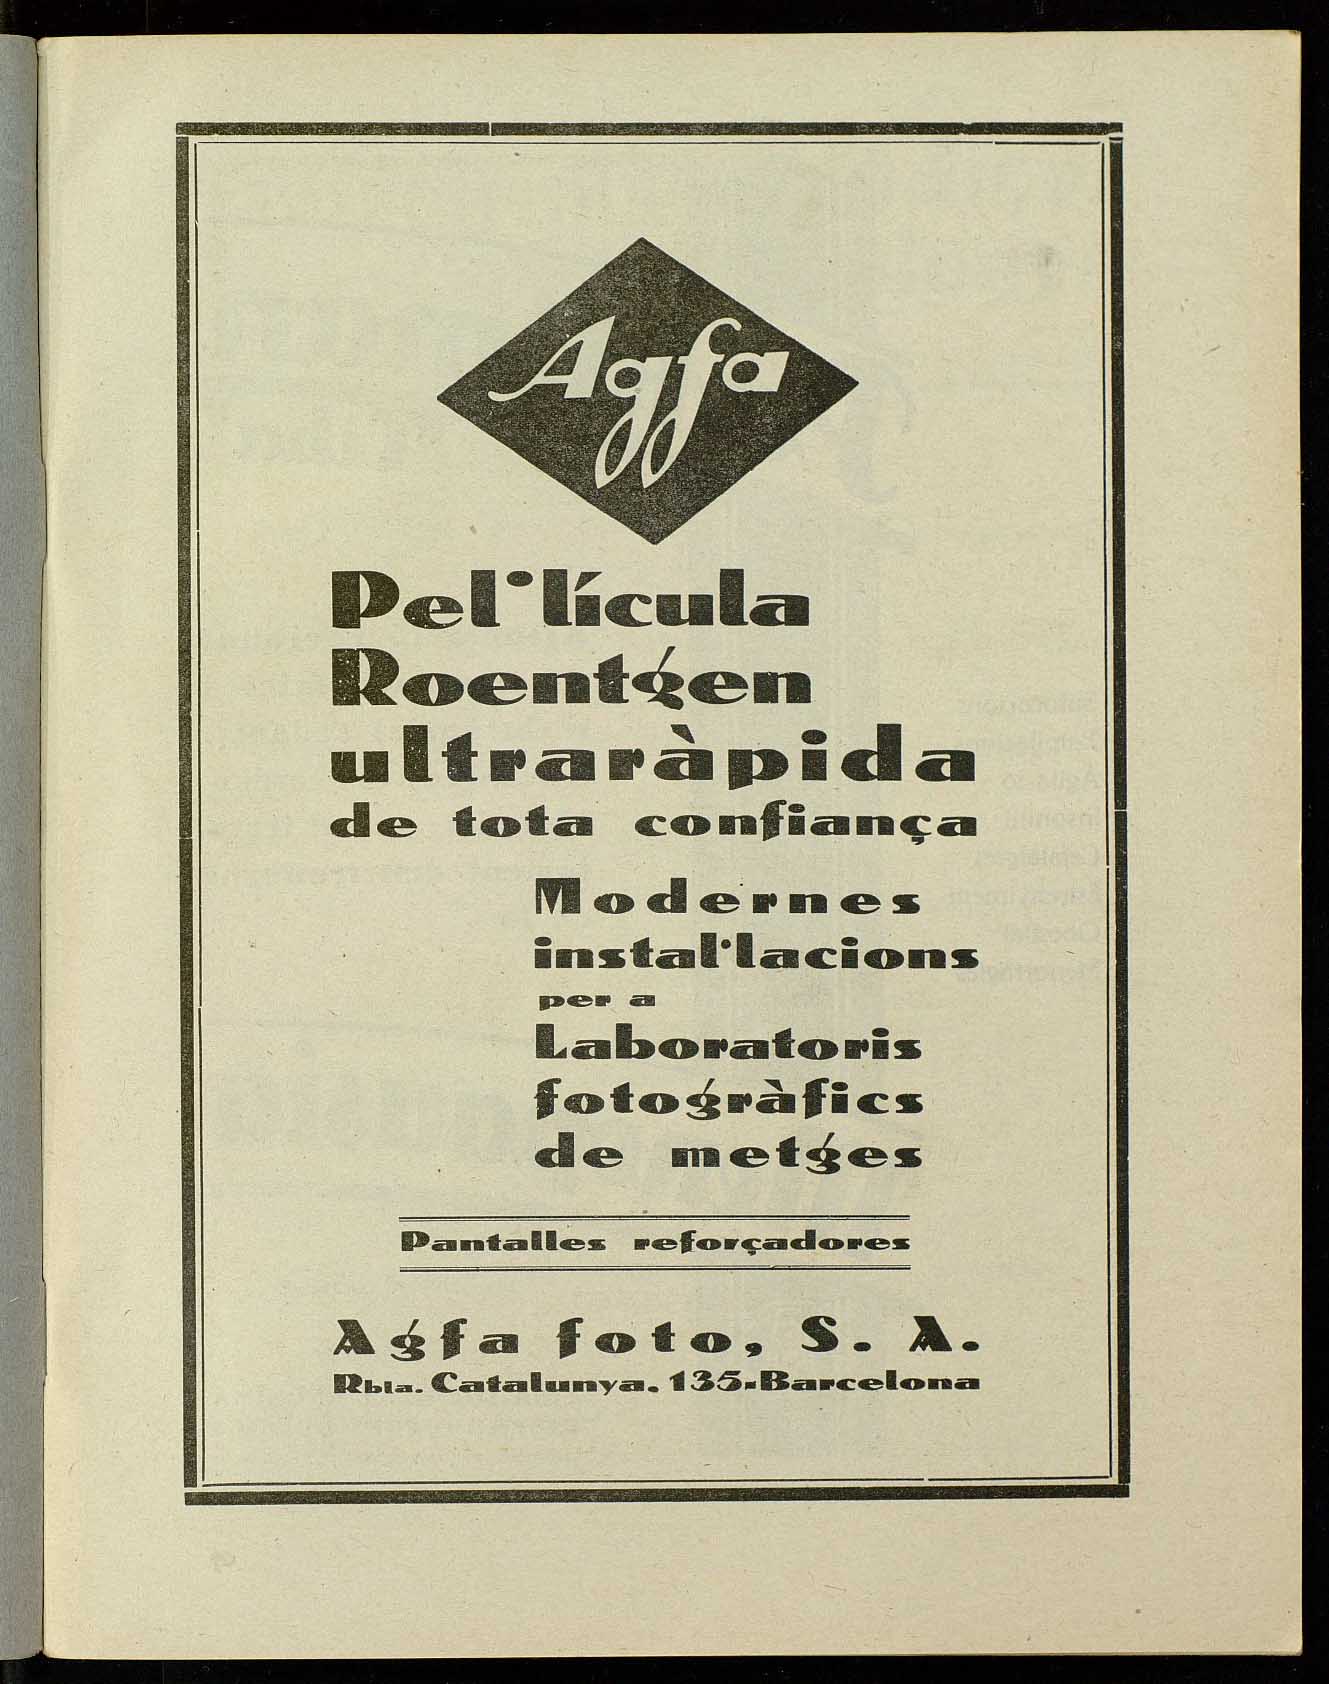 Agfa
Pel·lícula
Roentgen
ultraràpida
de tota confiança
Modernes
instal·lacions
per a
Laboratoris
fotogràfics
de metges
Pantalles reforçadores
Agfa foto, S. A.
Rbla. Catalunya, 135-Barcelona